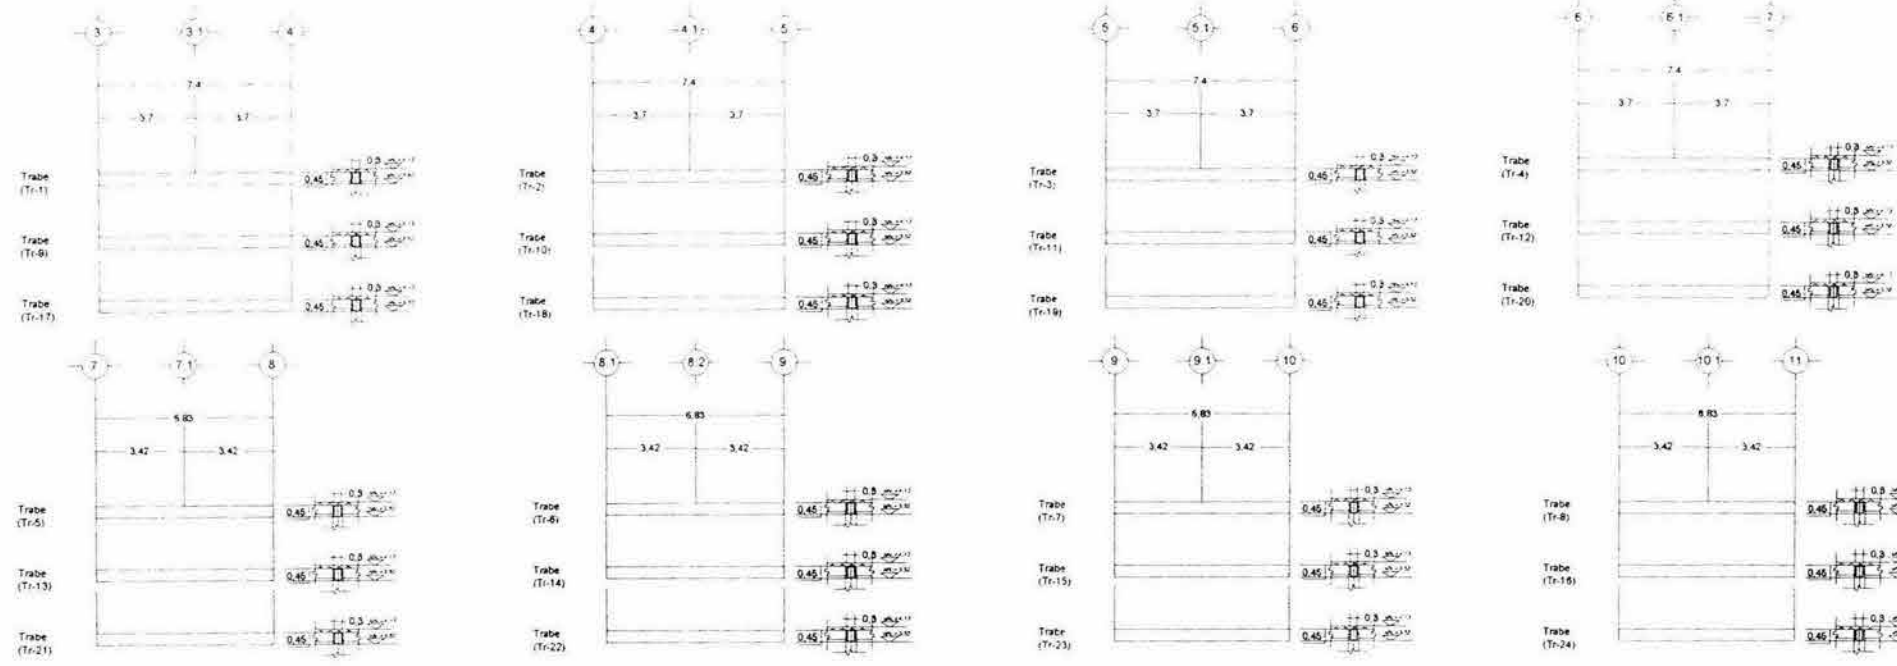 3 3.1 4
7.4
3.7 3.7
Trabe
(Tr-1)
0.45 0.3
Trabe
(Tr-9)
0.45 0.3
Trabe
(Tr-17)
0.45 0.3
4 4.1 5
7.4
3.7 3.7
Trabe
(Tr-2)
0.45 0.3
Trabe
(Tr-10)
0.45 0.3
Trabe
(Tr-18)
0.45 0.3
5 5.1 6
7.4
3.7 3.7
Trabe
(Tr-3)
0.45 0.3
Trabe
(Tr-11)
0.45 0.3
Trabe
(Tr-19)
0.45 0.3
6 6.1 7
7.4
3.7 3.7
Trabe
(Tr-4)
0.45 0.3
Trabe
(Tr-12)
0.45 0.3
Trabe
(Tr-20)
0.45 0.3
7 7.1 8
6.83
3.42 3.42
Trabe
(Tr-5)
0.45 0.3
Trabe
(Tr-13)
0.45 0.3
Trabe
(Tr-21)
0.45 0.3
8.1 8.2 9
6.83
3.42 3.42
Trabe
(Tr-6)
0.45 0.3
Trabe
(Tr-14)
0.45 0.3
Trabe
(Tr-22)
0.45 0.3
9 9.1 10
6.83
3.42 3.42
Trabe
(Tr-7)
0.45 0.3
Trabe
(Tr-15)
0.45 0.3
Trabe
(Tr-23)
0.45 0.3
10 10.1 11
6.83
3.42 3.42
Trabe
(Tr-8)
0.45 0.3
Trabe
(Tr-16)
0.45 0.3
Trabe
(Tr-24)
0.45 0.3